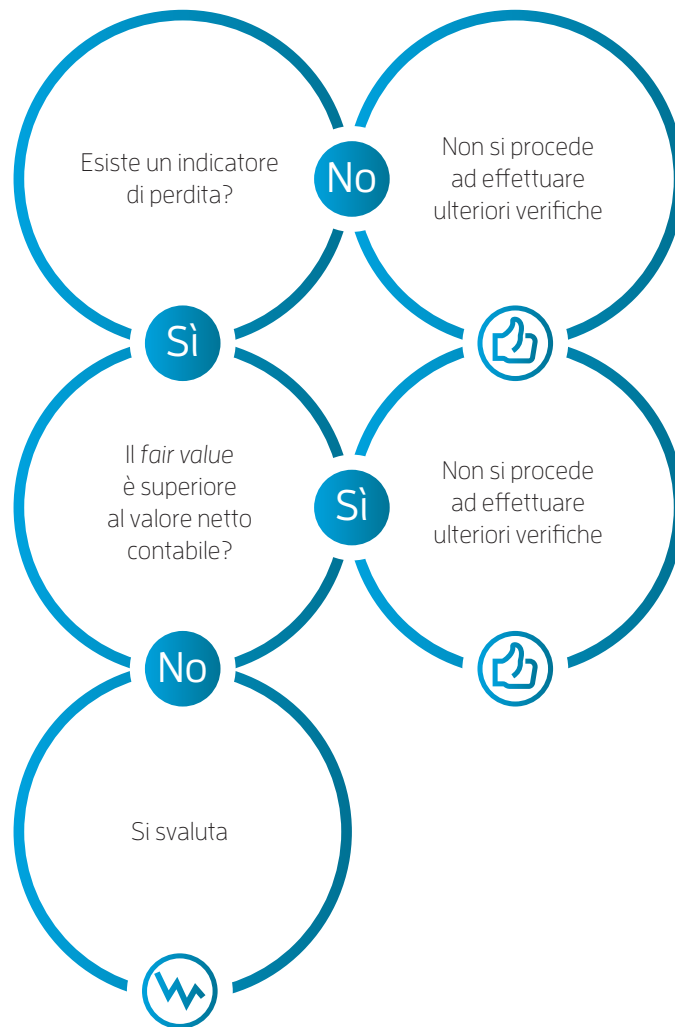 Esiste un indicatore
di perdita?
No
Non si procede
ad effettuare
ulteriori verifiche
Sì
Il fair value
è superiore
al valore netto
contabile?
Sì
Non si procede
ad effettuare
ulteriori verifiche
No
Si svaluta